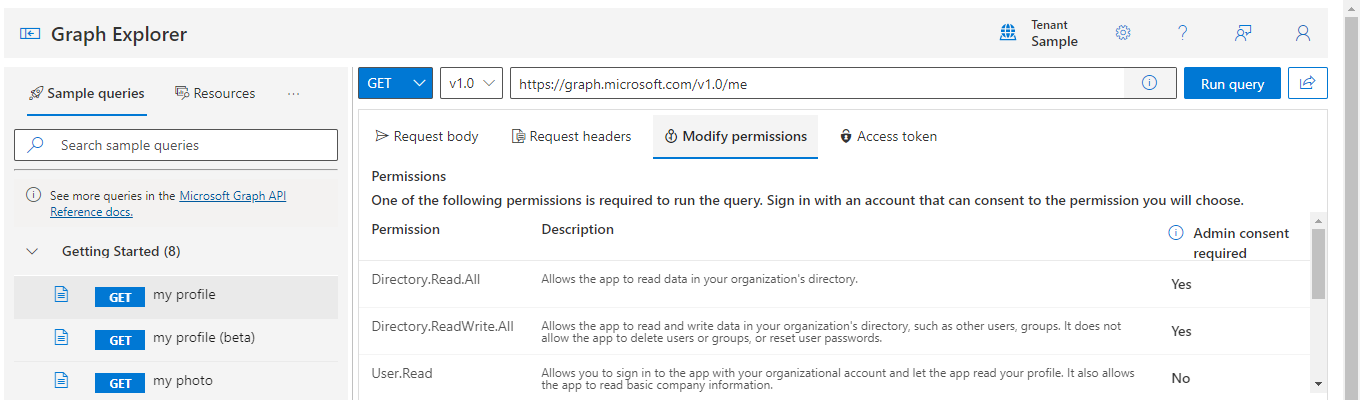 Graph Explorer
Tenant
Sample
Sample queries
Resources
...
Search sample queries
See more queries in the Microsoft Graph API
Reference docs.
Getting Started (8)
GET my profile
GET my profile (beta)
GET my photo
GET
v1.0
https://graph.microsoft.com/v1.0/me
Run query
Request body
Request headers
Modify permissions
Access token
Permissions
One of the following permissions is required to run the query. Sign in with an account that can consent to the permission you will choose.
Permission
Description
Admin consent
required
Directory.Read.All
Allows the app to read data in your organization's directory.
Yes
Directory.ReadWrite.All
Allows the app to read and write data in your organization's directory, such as other users, groups. It does not
allow the app to delete users or groups, or reset user passwords.
Yes
User.Read
Allows you to sign in to the app with your organizational account and let the app read your profile. It also allows
the app to read basic company information.
No